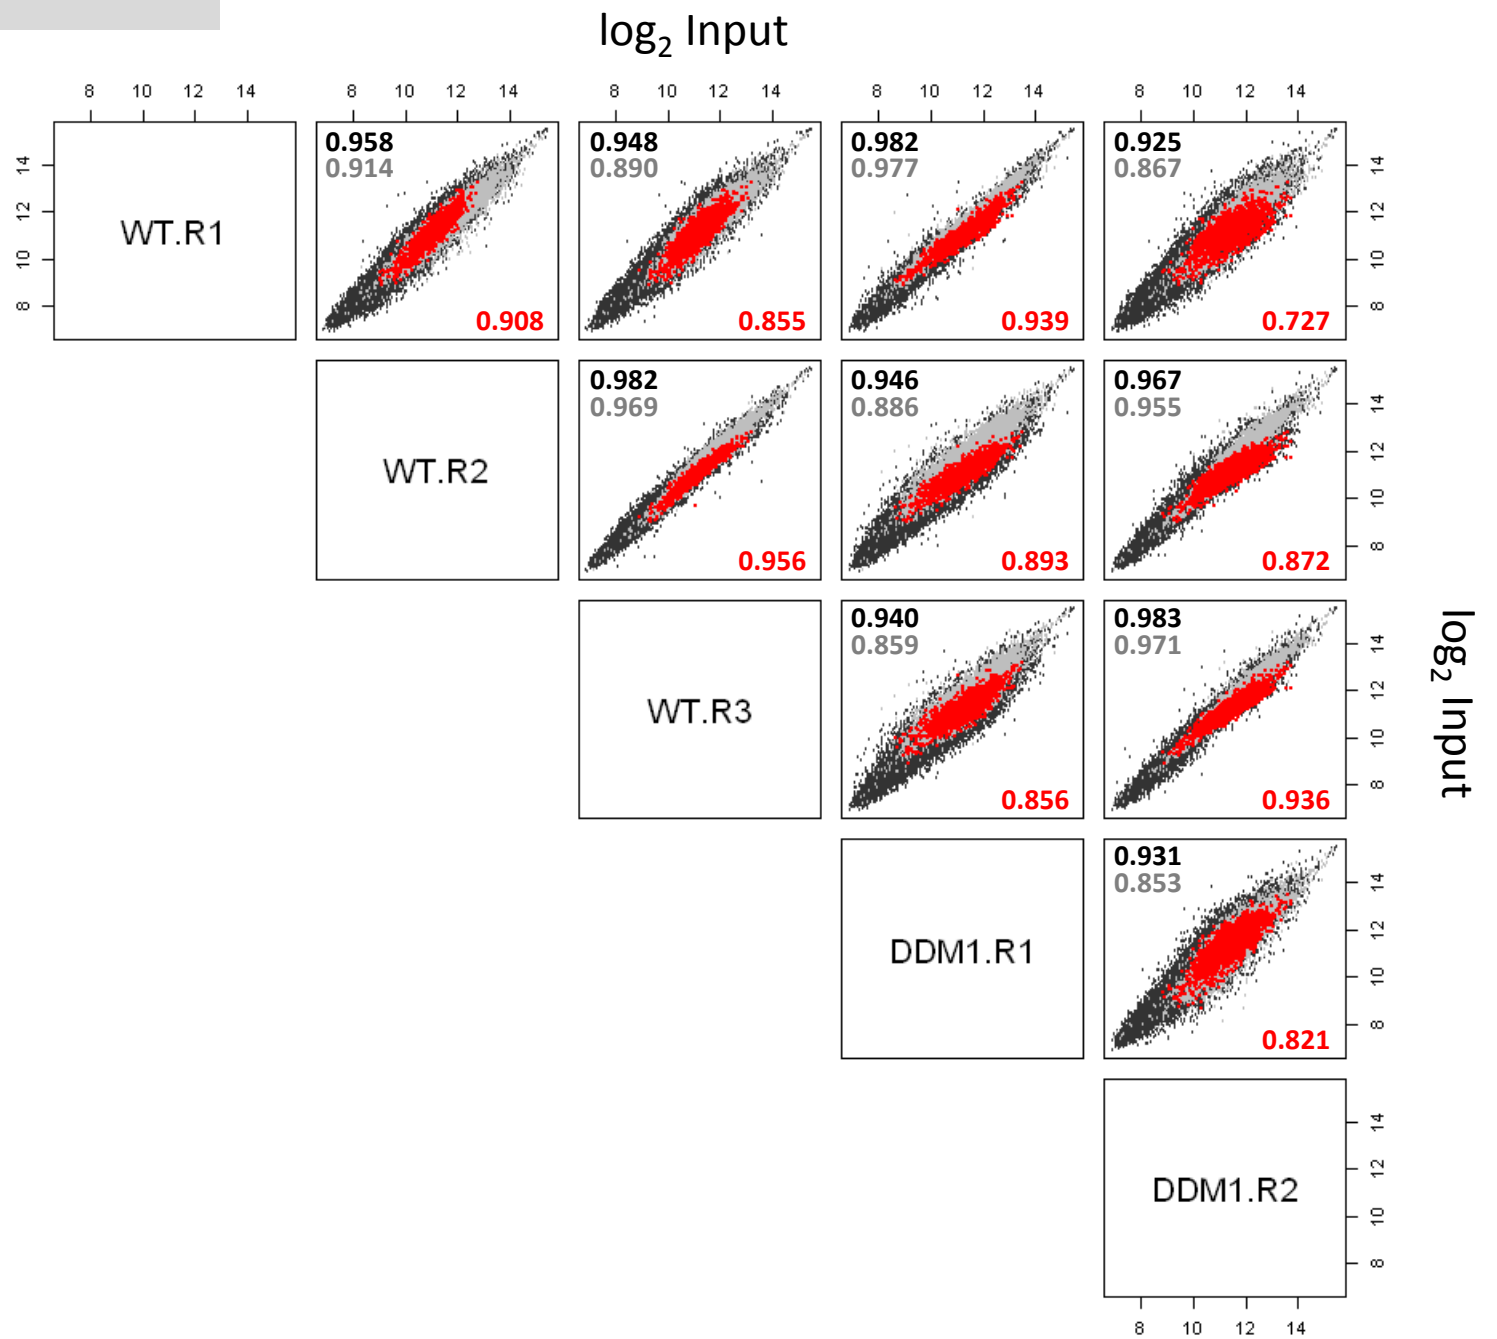 log₂ Input
8 10 12 14 8 10 12 14 8 10 12 14 8 10 12 14 8 10 12 14
14 12 10 8
WT.R1
0.958
0.914
0.908
0.948
0.890
0.855
0.982
0.977
0.939
0.925
0.867
0.727
14 12 10 8
WT.R2
0.982
0.969
0.956
0.946
0.886
0.893
0.967
0.955
0.872
14 12 10 8
WT.R3
0.940
0.859
0.856
0.983
0.971
0.936
14 12 10 8
log₂ Input
DDM1.R1
0.931
0.853
0.821
14 12 10 8
DDM1.R2
14 12 10 8
8 10 12 14